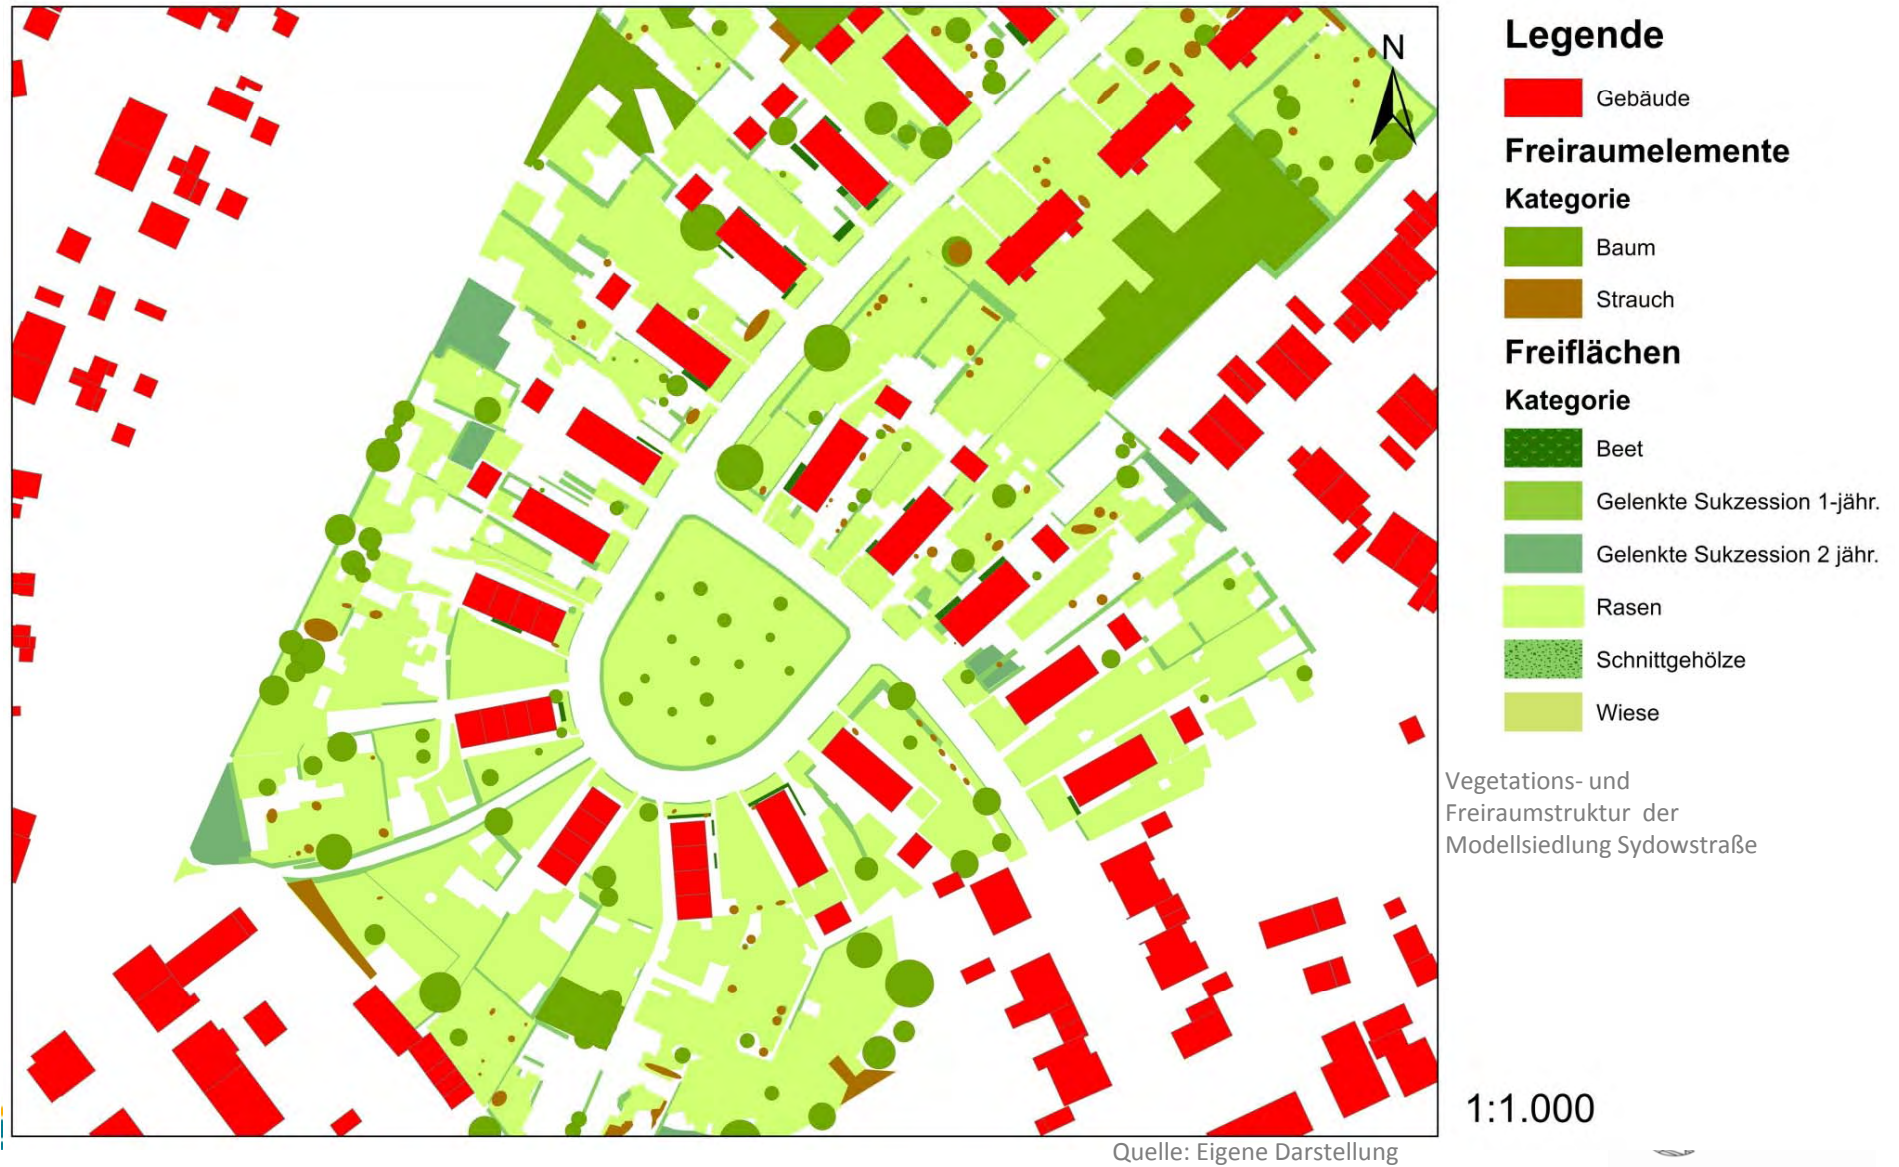 N
Legende
Gebäude
Freiraumelemente
Kategorie
Baum
Strauch
Freiflächen
Kategorie
Beet
Gelenkte Sukzession 1-jähr.
Gelenkte Sukzession 2 jähr.
Rasen
Schnittgehölze
Wiese
Vegetations- und
Freiraumstruktur der
Modellsiedlung Sydowstraße
1:1.000
Quelle: Eigene Darstellung